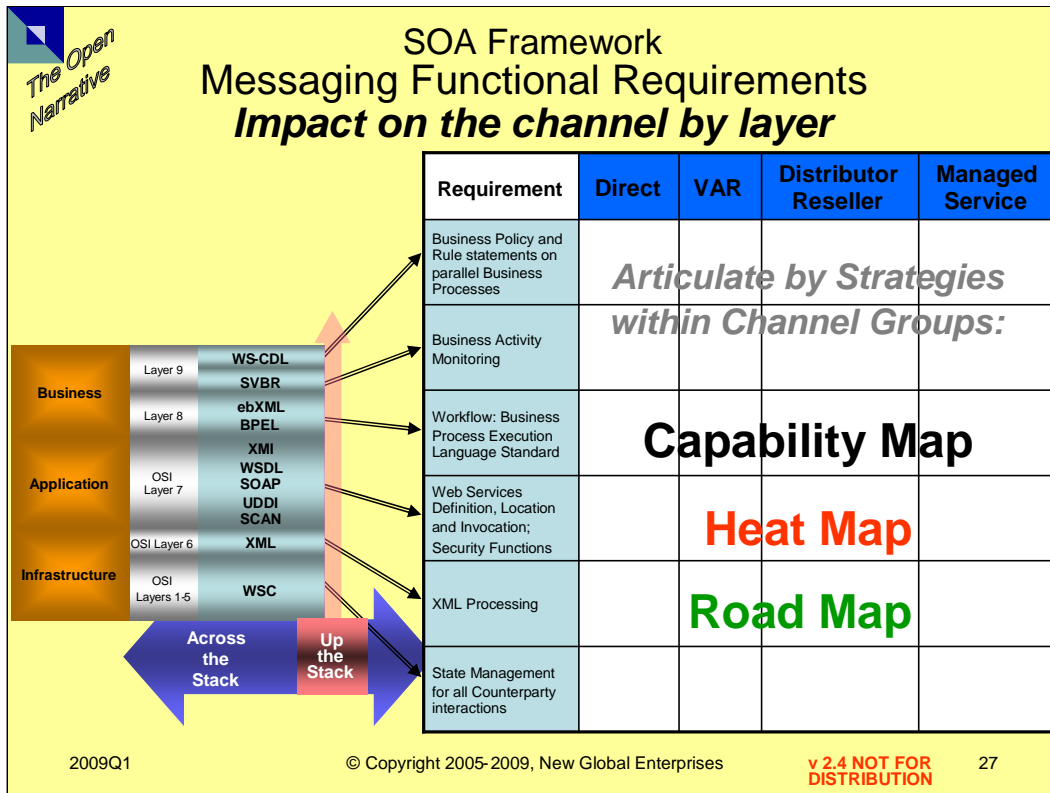 The Open
Narrative
SOA Framework
Messaging Functional Requirements
Impact on the channel by layer
Requirement
Direct
VAR
Distributor
Reseller
Managed
Service
Business Policy and
Rule statements on
parallel Business
Processes
Business Activity
Monitoring
Workflow: Business
Process Execution
Language Standard
Web Services
Definition, Location
and Invocation;
Security Functions
XML Processing
State Management
for all Counterparty
interactions
Articulate by Strategies
within Channel Groups:
Capability Map
Heat Map
Road Map
Business
Application
Infrastructure
Layer 9
Layer 8
OSI
Layer 7
OSI Layer 6
OSI
Layers 1-5
WS-CDL
SVBR
ebXML
BPEL
XMI
WSDL
SOAP
UDDI
SCAN
XML
WSC
Across
the
Stack
Up
the
Stack
2009Q1
© Copyright 2005-2009, New Global Enterprises
v 2.4 NOT FOR
DISTRIBUTION
27